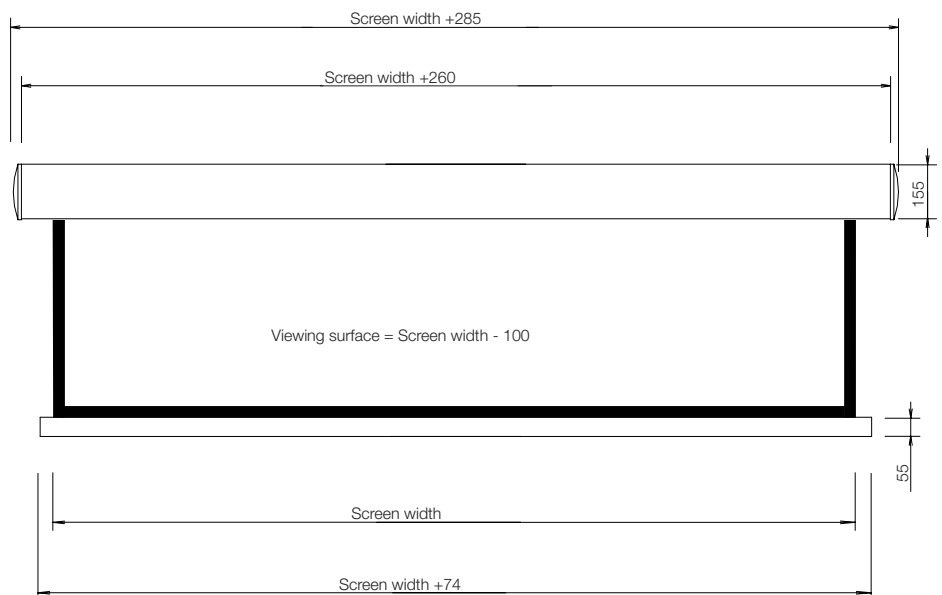 Screen width +285
Screen width +260
155
Viewing surface = Screen width - 100
55
Screen width
Screen width +74